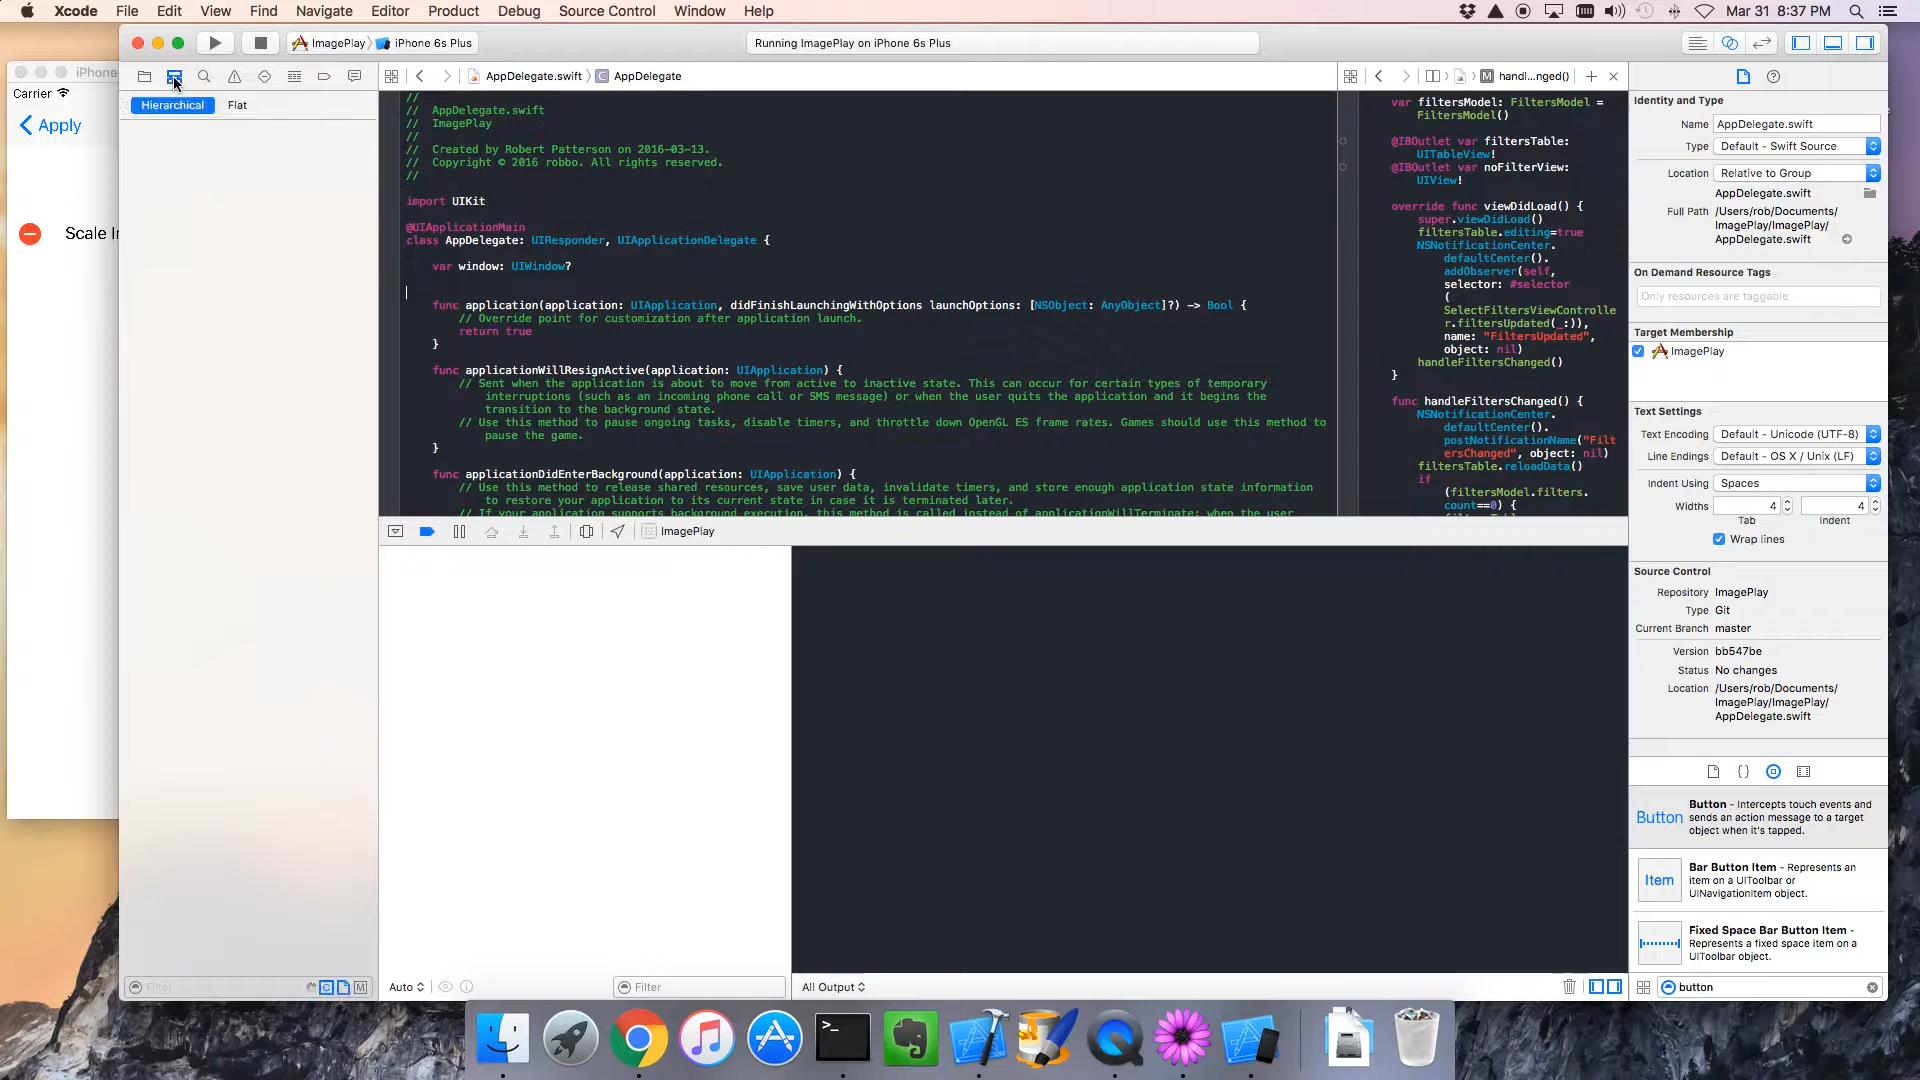 Xcode File Edit View Find Navigate Editor Product Debug Source Control Window Help
Mar 31 8:37 PM
ImagePlay iPhone 6s Plus
Running ImagePlay on iPhone 6s Plus
iPhone
Carrier
Apply
Scale I
Hierarchical Flat
AppDelegate.swift C AppDelegate
//
// AppDelegate.swift
// ImagePlay
//
// Created by Robert Patterson on 2016-03-13.
// Copyright © 2016 robbo. All rights reserved.
//
import UIKit
@UIApplicationMain
class AppDelegate: UIResponder, UIApplicationDelegate {
var window: UIWindow?
func application(application: UIApplication, didFinishLaunchingWithOptions launchOptions: [NSObject: AnyObject]?) -> Bool {
// Override point for customization after application launch.
return true
}
func applicationWillResignActive(application: UIApplication) {
// Sent when the application is about to move from active to inactive state. This can occur for certain types of temporary
interruptions (such as an incoming phone call or SMS message) or when the user quits the application and it begins the
transition to the background state.
// Use this method to pause ongoing tasks, disable timers, and throttle down OpenGL ES frame rates. Games should use this method to
pause the game.
}
func applicationDidEnterBackground(application: UIApplication) {
// Use this method to release shared resources, save user data, invalidate timers, and store enough application state information
to restore your application to its current state in case it is terminated later.
// If your application supports background execution, this method is called instead of applicationWillTerminate: when the user
M handl...nged()
var filtersModel: FiltersModel =
FiltersModel()
@IBOutlet var filtersTable:
UITableView!
@IBOutlet var noFilterView:
UIView!
override func viewDidLoad() {
super.viewDidLoad()
filtersTable.editing=true
NSNotificationCenter.
defaultCenter().
addObserver(self,
selector: #selector
(
SelectFiltersViewControlle
r.filtersUpdated(_:)),
name: "FiltersUpdated",
object: nil)
handleFiltersChanged()
}
func handleFiltersChanged() {
NSNotificationCenter.
defaultCenter().
postNotificationName("Filt
ersChanged", object: nil)
filtersTable.reloadData()
if
(filtersModel.filters.
count==0) {
Identity and Type
Name AppDelegate.swift
Type Default - Swift Source
Location Relative to Group
AppDelegate.swift
Full Path /Users/rob/Documents/
ImagePlay/ImagePlay/
AppDelegate.swift
On Demand Resource Tags
Only resources are taggable
Target Membership
ImagePlay
Text Settings
Text Encoding Default - Unicode (UTF-8)
Line Endings Default - OS X / Unix (LF)
Indent Using Spaces
Widths 4 4
Tab Indent
Wrap lines
Source Control
Repository ImagePlay
Type Git
Current Branch master
Version bb547be
Status No changes
Location /Users/rob/Documents/
ImagePlay/ImagePlay/
AppDelegate.swift
Button
Button - Intercepts touch events and
sends an action message to a target
object when it's tapped.
Item
Bar Button Item - Represents an
item on a UIToolbar or
UINavigationItem object.
Fixed Space Bar Button Item -
Represents a fixed space item on a
UIToolbar object.
button
ImagePlay
Filter
C M
Auto
Filter
All Output
>_